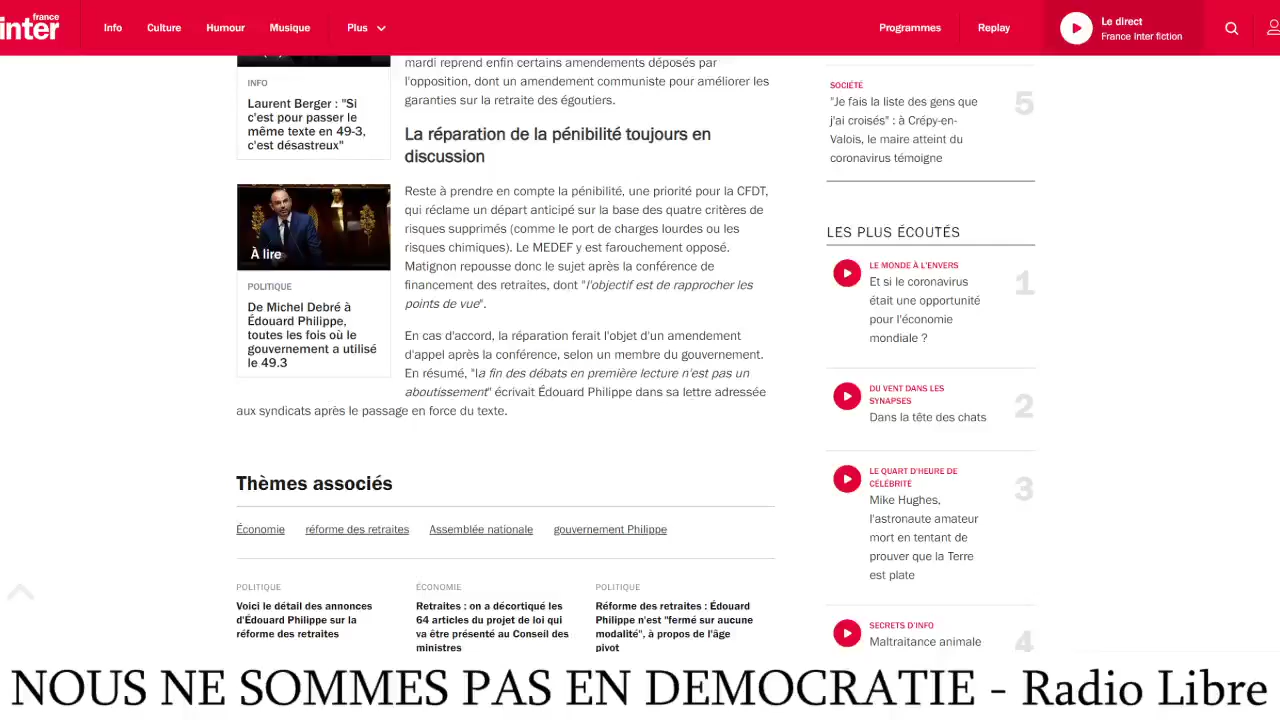 france
inter
Info Culture Humour Musique Plus
Programmes Replay
Le direct
France Inter fiction
INFO
Laurent Berger : "Si
c'est pour passer le
même texte en 49-3,
c'est désastreux"
À lire
POLITIQUE
De Michel Debré à
Édouard Philippe,
toutes les fois où le
gouvernement a utilisé
le 49.3
mardi reprend enfin certains amendements déposés par
l'opposition, dont un amendement communiste pour améliorer les
garanties sur la retraite des égoutiers.
La réparation de la pénibilité toujours en
discussion
Reste à prendre en compte la pénibilité, une priorité pour la CFDT,
qui réclame un départ anticipé sur la base des quatre critères de
risques supprimés (comme le port de charges lourdes ou les
risques chimiques). Le MEDEF y est farouchement opposé.
Matignon repousse donc le sujet après la conférence de
financement des retraites, dont "l'objectif est de rapprocher les
points de vue".
En cas d'accord, la réparation ferait l'objet d'un amendement
d'appel après la conférence, selon un membre du gouvernement.
En résumé, "la fin des débats en première lecture n'est pas un
aboutissement" écrivait Édouard Philippe dans sa lettre adressée
aux syndicats après le passage en force du texte.
Thèmes associés
Économie réforme des retraites Assemblée nationale gouvernement Philippe
POLITIQUE
Voici le détail des annonces
d'Édouard Philippe sur la
réforme des retraites
ÉCONOMIE
Retraites : on a décortiqué les
64 articles du projet de loi qui
va être présenté au Conseil des
ministres
POLITIQUE
Réforme des retraites : Édouard
Philippe n'est "fermé sur aucune
modalité", à propos de l'âge
pivot
SOCIÉTÉ
"Je fais la liste des gens que
j'ai croisés" : à Crépy-en-
Valois, le maire atteint du
coronavirus témoigne
5
LES PLUS ÉCOUTÉS
LE MONDE À L'ENVERS
Et si le coronavirus
était une opportunité
pour l'économie
mondiale ?
1
DU VENT DANS LES
SYNAPSES
Dans la tête des chats
2
LE QUART D'HEURE DE
CÉLÉBRITÉ
Mike Hughes,
l'astronaute amateur
mort en tentant de
prouver que la Terre
est plate
3
SECRETS D'INFO
Maltraitance animale
4
NOUS NE SOMMES PAS EN DEMOCRATIE - Radio Libre